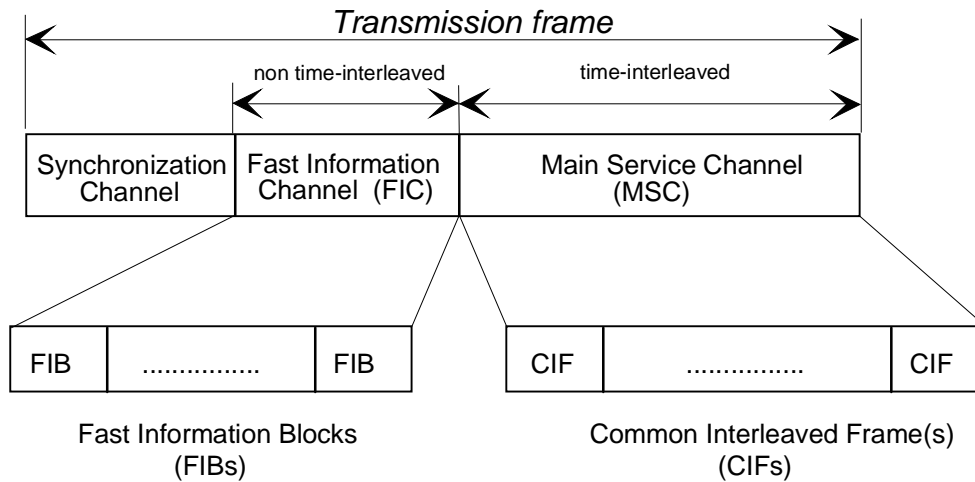 Transmission frame
non time-interleaved
time-interleaved
Synchronization
Channel
Fast Information
Channel (FIC)
Main Service Channel
(MSC)
FIB
................
FIB
CIF
................
CIF
Fast Information Blocks
(FIBs)
Common Interleaved Frame(s)
(CIFs)